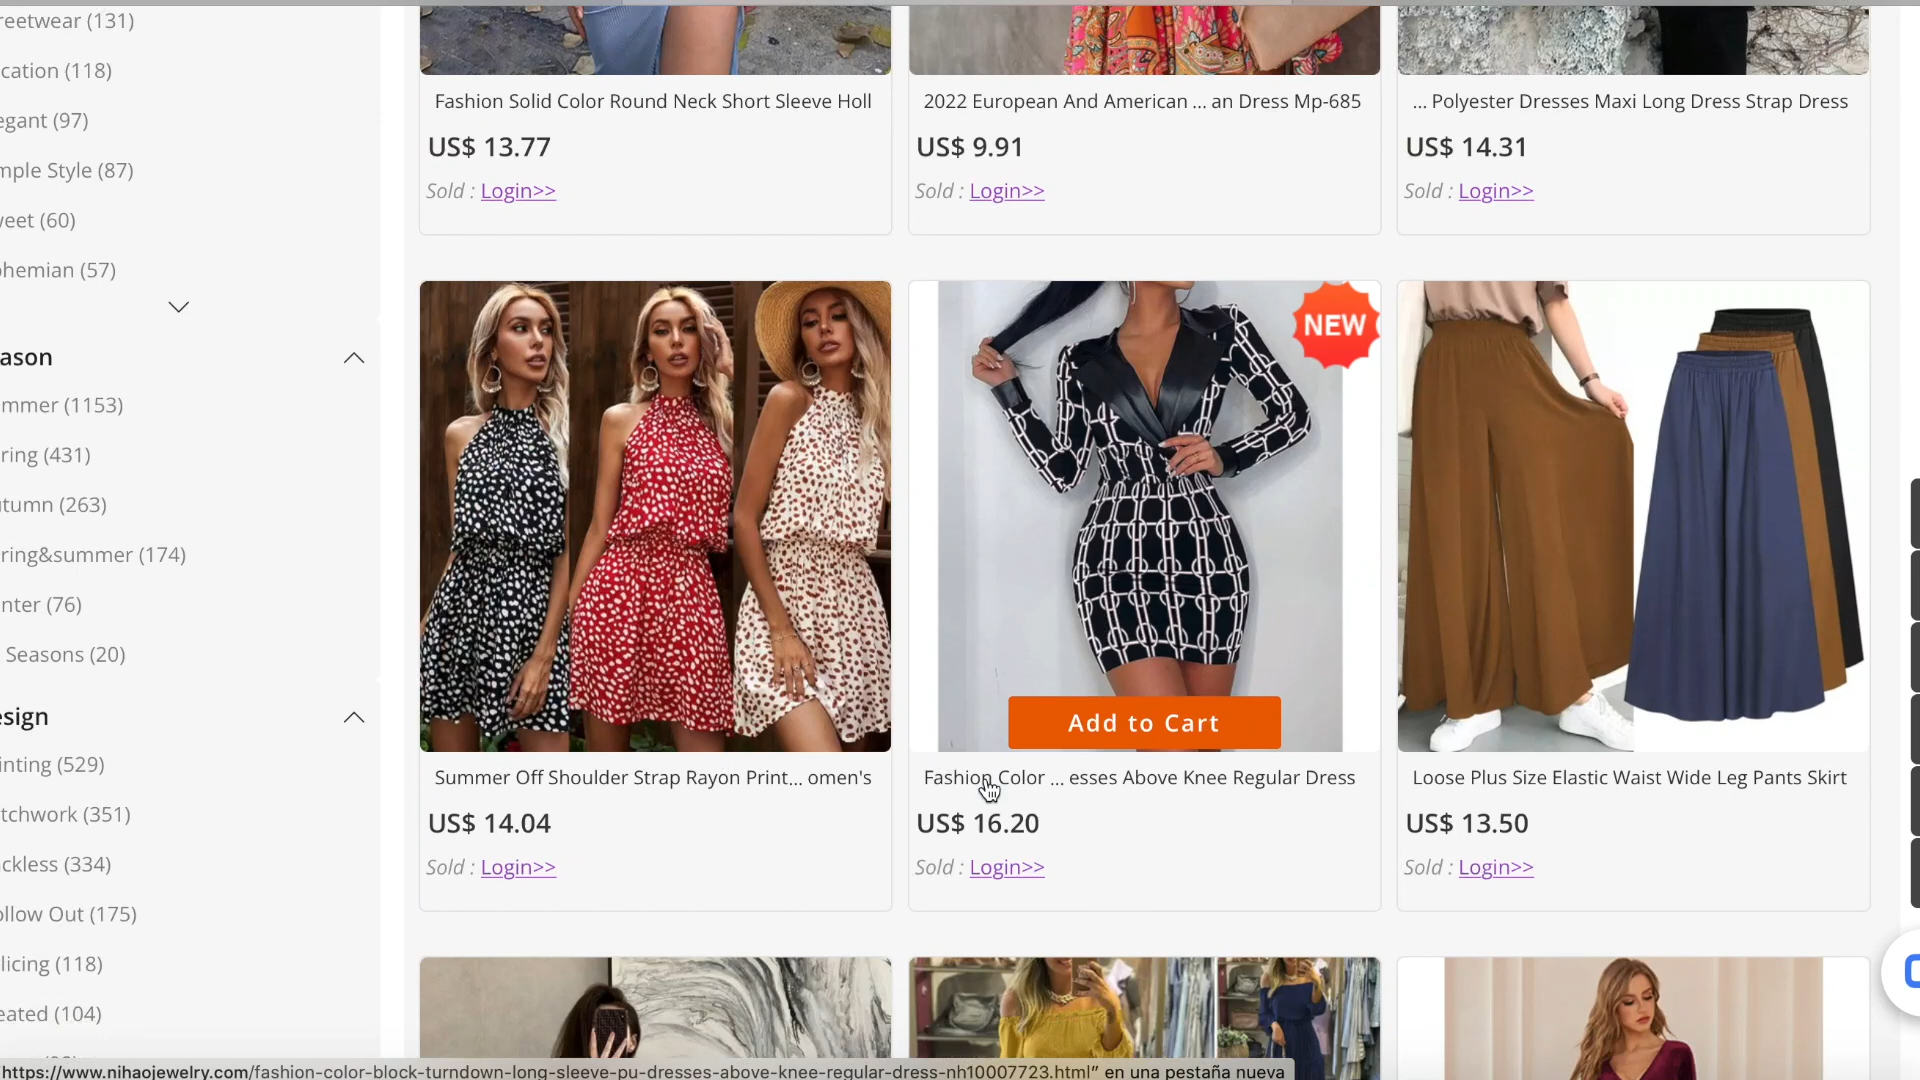 reetwear (131)
cation (118)
egant (97)
mple Style (87)
veet (60)
ohemian (57)
ason
mmer (1153)
ring (431)
tumn (263)
ring&summer (174)
nter (76)
Seasons (20)
esign
inting (529)
tchwork (351)
ckless (334)
ollow Out (175)
licing (118)
eated (104)
Fashion Solid Color Round Neck Short Sleeve Holl
US$ 13.77
Sold : Login>>
2022 European And American ... an Dress Mp-685
US$ 9.91
Sold : Login>>
... Polyester Dresses Maxi Long Dress Strap Dress
US$ 14.31
Sold : Login>>
Summer Off Shoulder Strap Rayon Print... omen's
US$ 14.04
Sold : Login>>
NEW
Add to Cart
Fashion Color ... esses Above Knee Regular Dress
US$ 16.20
Sold : Login>>
Loose Plus Size Elastic Waist Wide Leg Pants Skirt
US$ 13.50
Sold : Login>>
https://www.nihaojewelry.com/fashion-color-block-turndown-long-sleeve-pu-dresses-above-knee-regular-dress-nh10007723.html” en una pestaña nueva